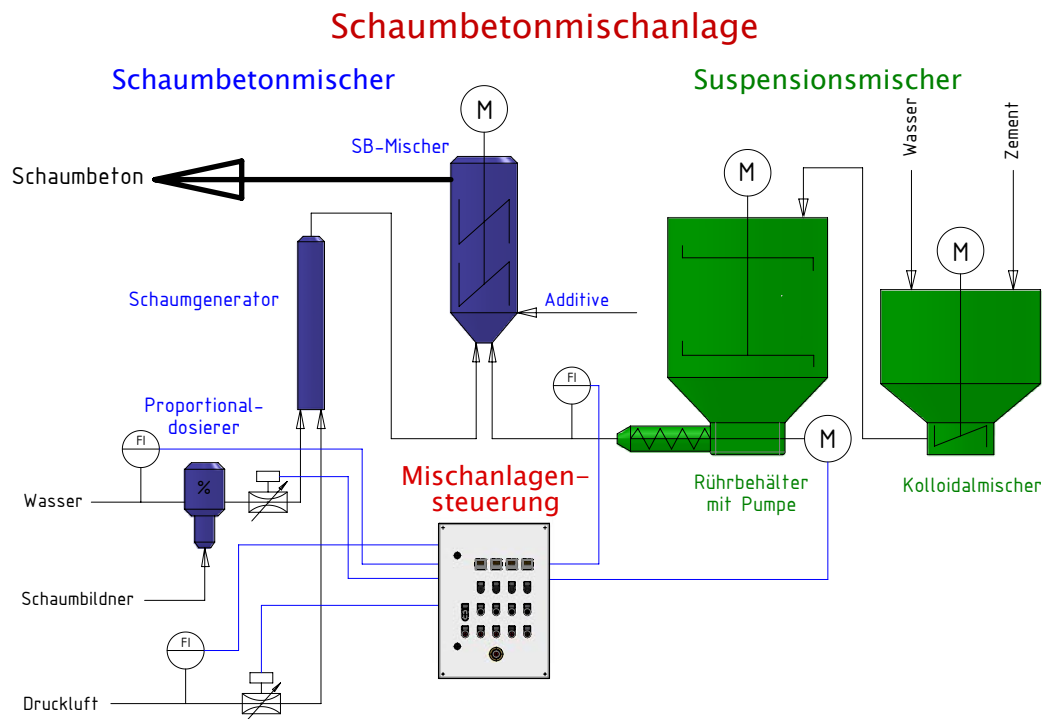 Schaumbetonmischanlage
Schaumbetonmischer
Suspensionsmischer
M
SB-Mischer
Wasser
Zement
Schaumbeton
M
M
Schaumgenerator
Additive
FI
Proportional-
dosierer
FI
M
Mischanlagen-
steuerung
Rührbehälter
mit Pumpe
Kolloidalmischer
Wasser
%
Schaumbildner
FI
Druckluft